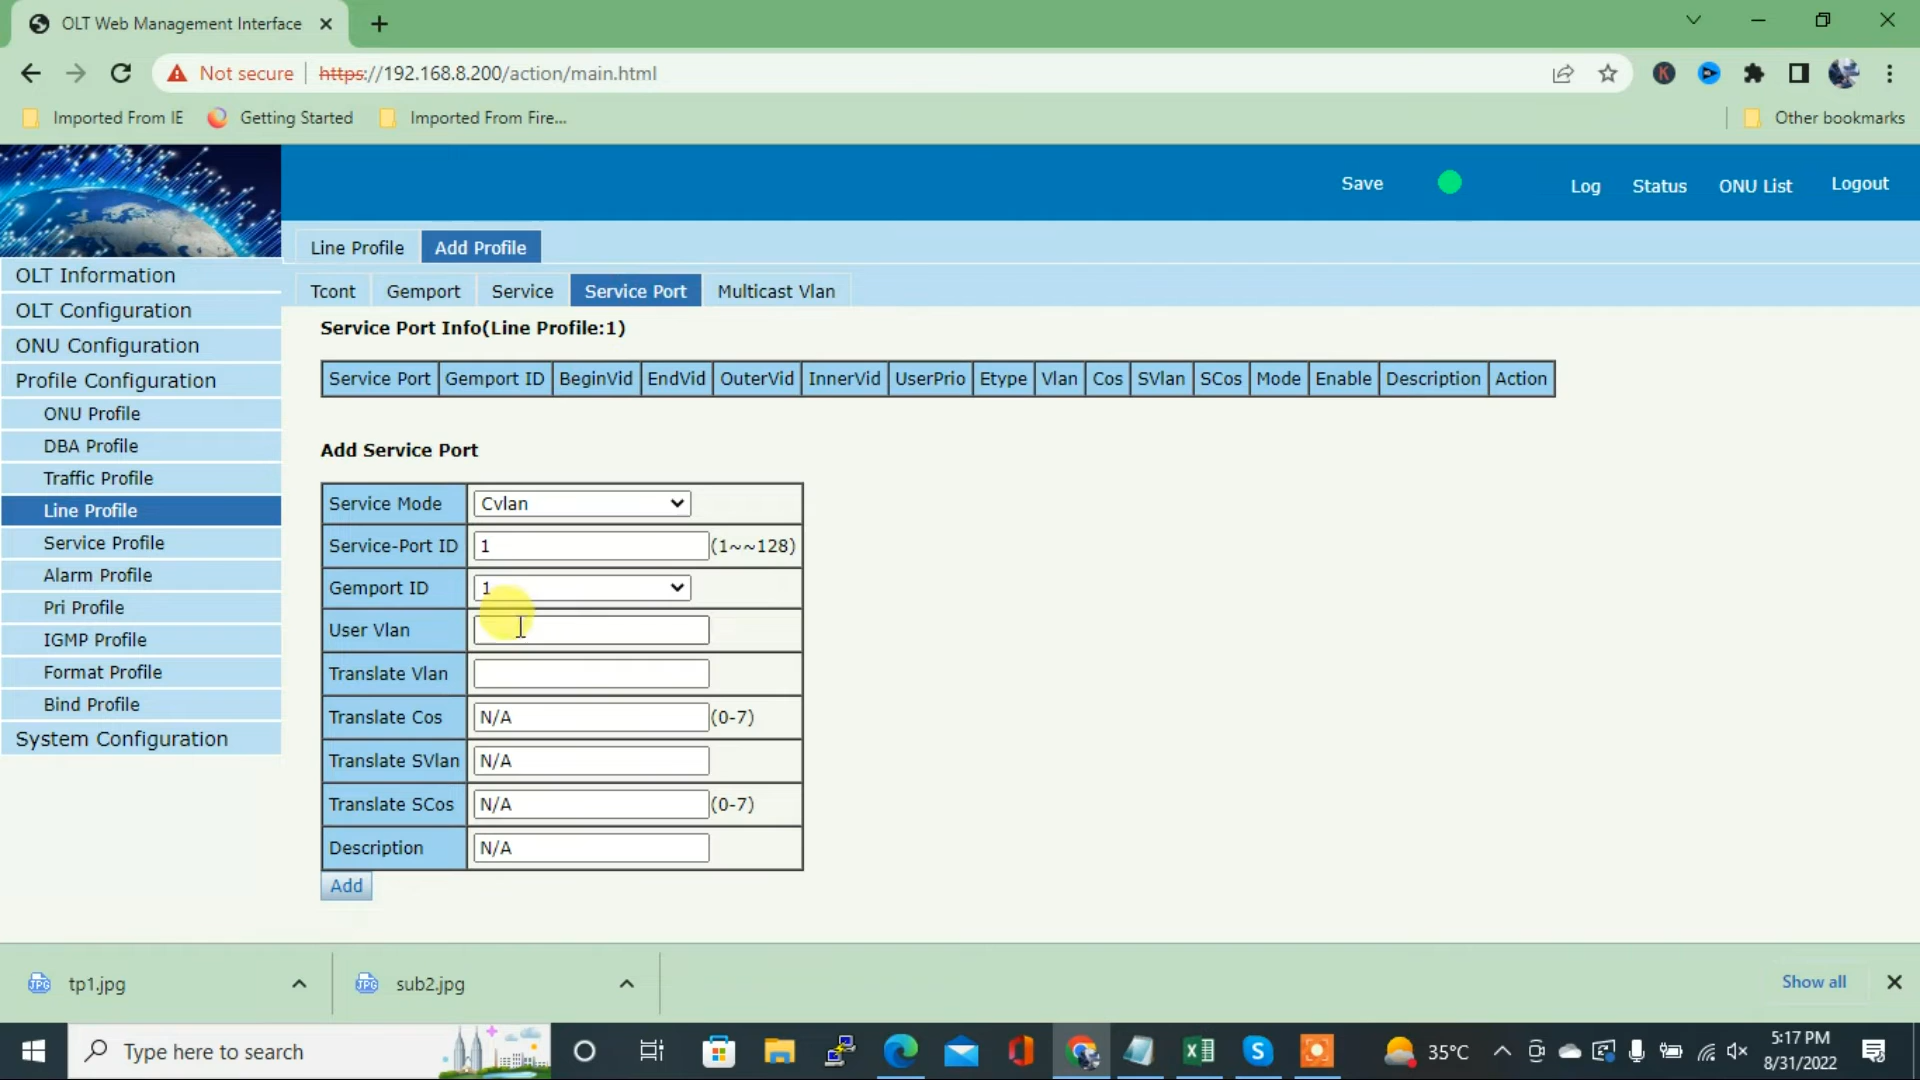 OLT Web Management Interface
Not secure https://192.168.8.200/action/main.html
Imported From IE Getting Started Imported From Fire... Other bookmarks
Save Log Status ONU List Logout
Line Profile Add Profile
Tcont Gemport Service Service Port Multicast Vlan
OLT Information
OLT Configuration
ONU Configuration
Profile Configuration
ONU Profile
DBA Profile
Traffic Profile
Line Profile
Service Profile
Alarm Profile
Pri Profile
IGMP Profile
Format Profile
Bind Profile
System Configuration
Service Port Info(Line Profile:1)
Service Port Gemport ID BeginVid EndVid OuterVid InnerVid UserPrio Etype Vlan Cos SVlan SCos Mode Enable Description Action
Add Service Port
Service Mode Cvlan
Service-Port ID 1 (1~~128)
Gemport ID 1
User Vlan
Translate Vlan
Translate Cos N/A (0-7)
Translate SVlan N/A
Translate SCos N/A (0-7)
Description N/A
Add
tp1.jpg sub2.jpg Show all
Type here to search 35°C 5:17 PM
8/31/2022